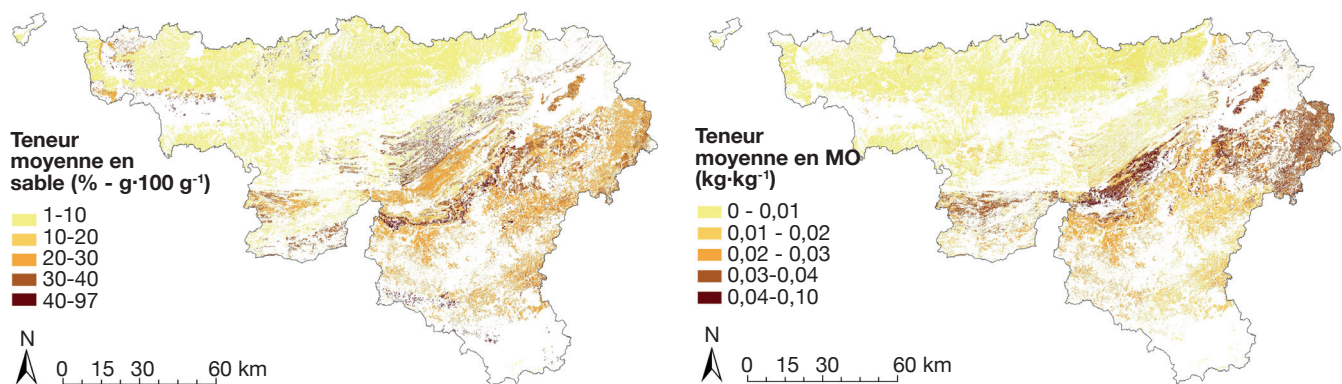 Teneur
moyenne en
sable (% - g·100 g⁻¹)
1-10
10-20
20-30
30-40
40-97
N
0 15 30 60 km
Teneur
moyenne en MO
(kg·kg⁻¹)
0 - 0,01
0,01 - 0,02
0,02 - 0,03
0,03-0,04
0,04-0,10
N
0 15 30 60 km